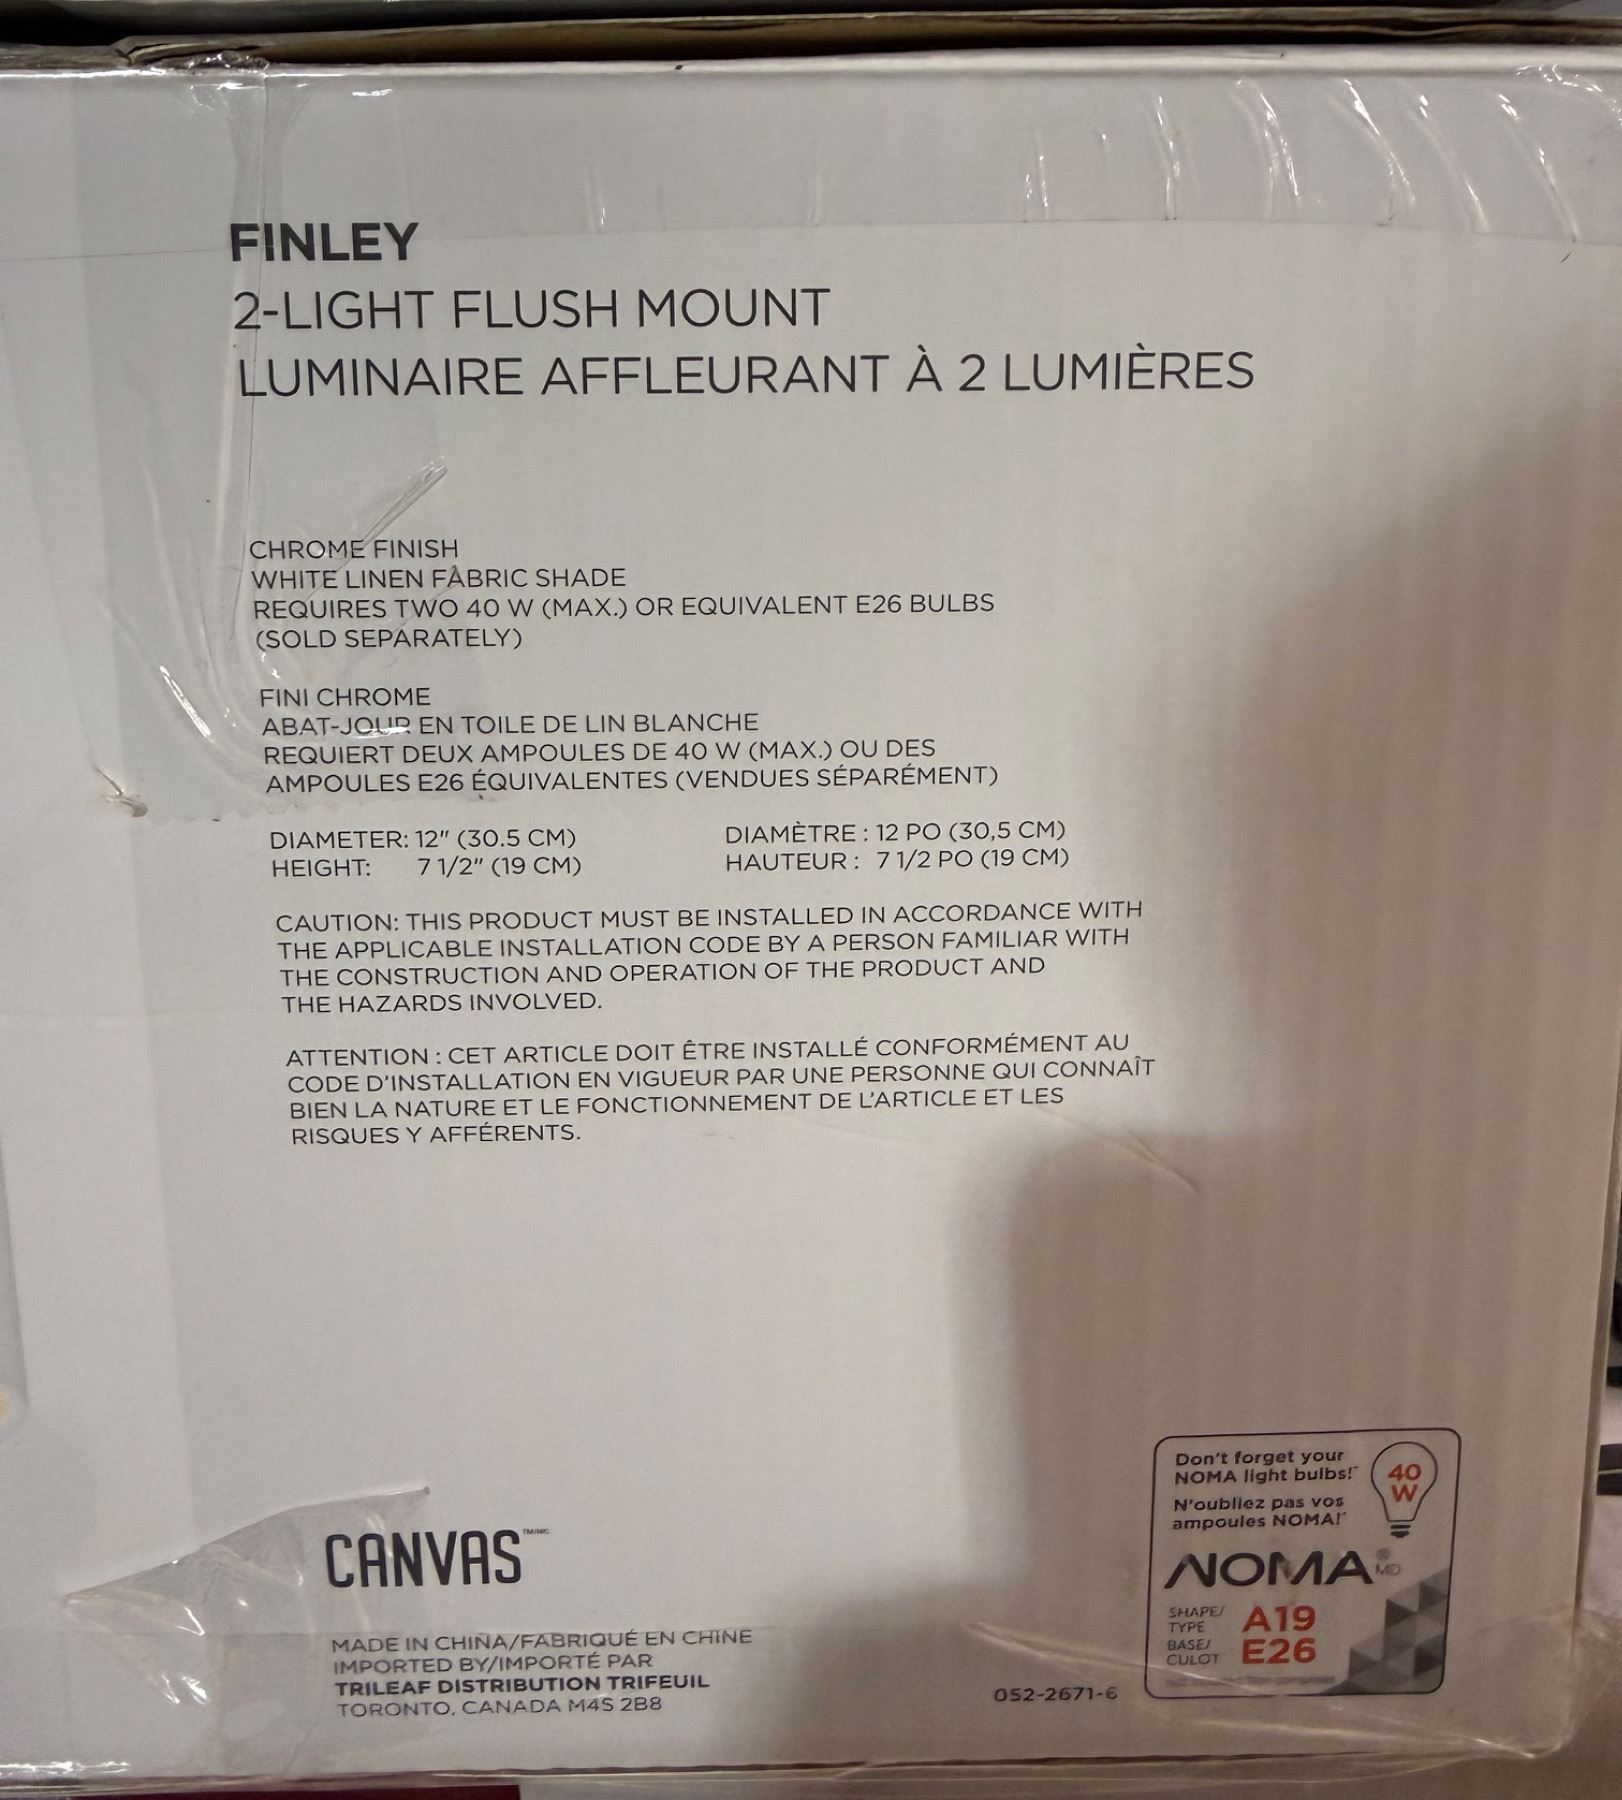 FINLEY
2-LIGHT FLUSH MOUNT
LUMINAIRE AFFLEURANT À 2 LUMIÈRES
CHROME FINISH
WHITE LINEN FABRIC SHADE
REQUIRES TWO 40 W (MAX.) OR EQUIVALENT E26 BULBS
(SOLD SEPARATELY)
FINI CHROME
ABAT-JOUR EN TOILE DE LIN BLANCHE
REQUIERT DEUX AMPOULES DE 40 W (MAX.) OU DES
AMPOULES E26 ÉQUIVALENTES (VENDUES SÉPARÉMENT)
DIAMETER: 12" (30.5 CM)
HEIGHT: 7 1/2" (19 CM)
DIAMÈTRE : 12 PO (30,5 CM)
HAUTEUR : 7 1/2 PO (19 CM)
CAUTION: THIS PRODUCT MUST BE INSTALLED IN ACCORDANCE WITH
THE APPLICABLE INSTALLATION CODE BY A PERSON FAMILIAR WITH
THE CONSTRUCTION AND OPERATION OF THE PRODUCT AND
THE HAZARDS INVOLVED.
ATTENTION : CET ARTICLE DOIT ÊTRE INSTALLÉ CONFORMÉMENT AU
CODE D'INSTALLATION EN VIGUEUR PAR UNE PERSONNE QUI CONNAÎT
BIEN LA NATURE ET LE FONCTIONNEMENT DE L'ARTICLE ET LES
RISQUES Y AFFÉRENTS.
CANVAS TM/MC
MADE IN CHINA/FABRIQUÉ EN CHINE
IMPORTED BY/IMPORTÉ PAR
TRILEAF DISTRIBUTION TRIFEUIL
TORONTO, CANADA M4S 2B8
052-2671-6
Don't forget your
NOMA light bulbs!
N'oubliez pas vos
ampoules NOMA!
40
W
NOMA® MD
SHAPE/
TYPE
A19
BASE/
CULOT
E26